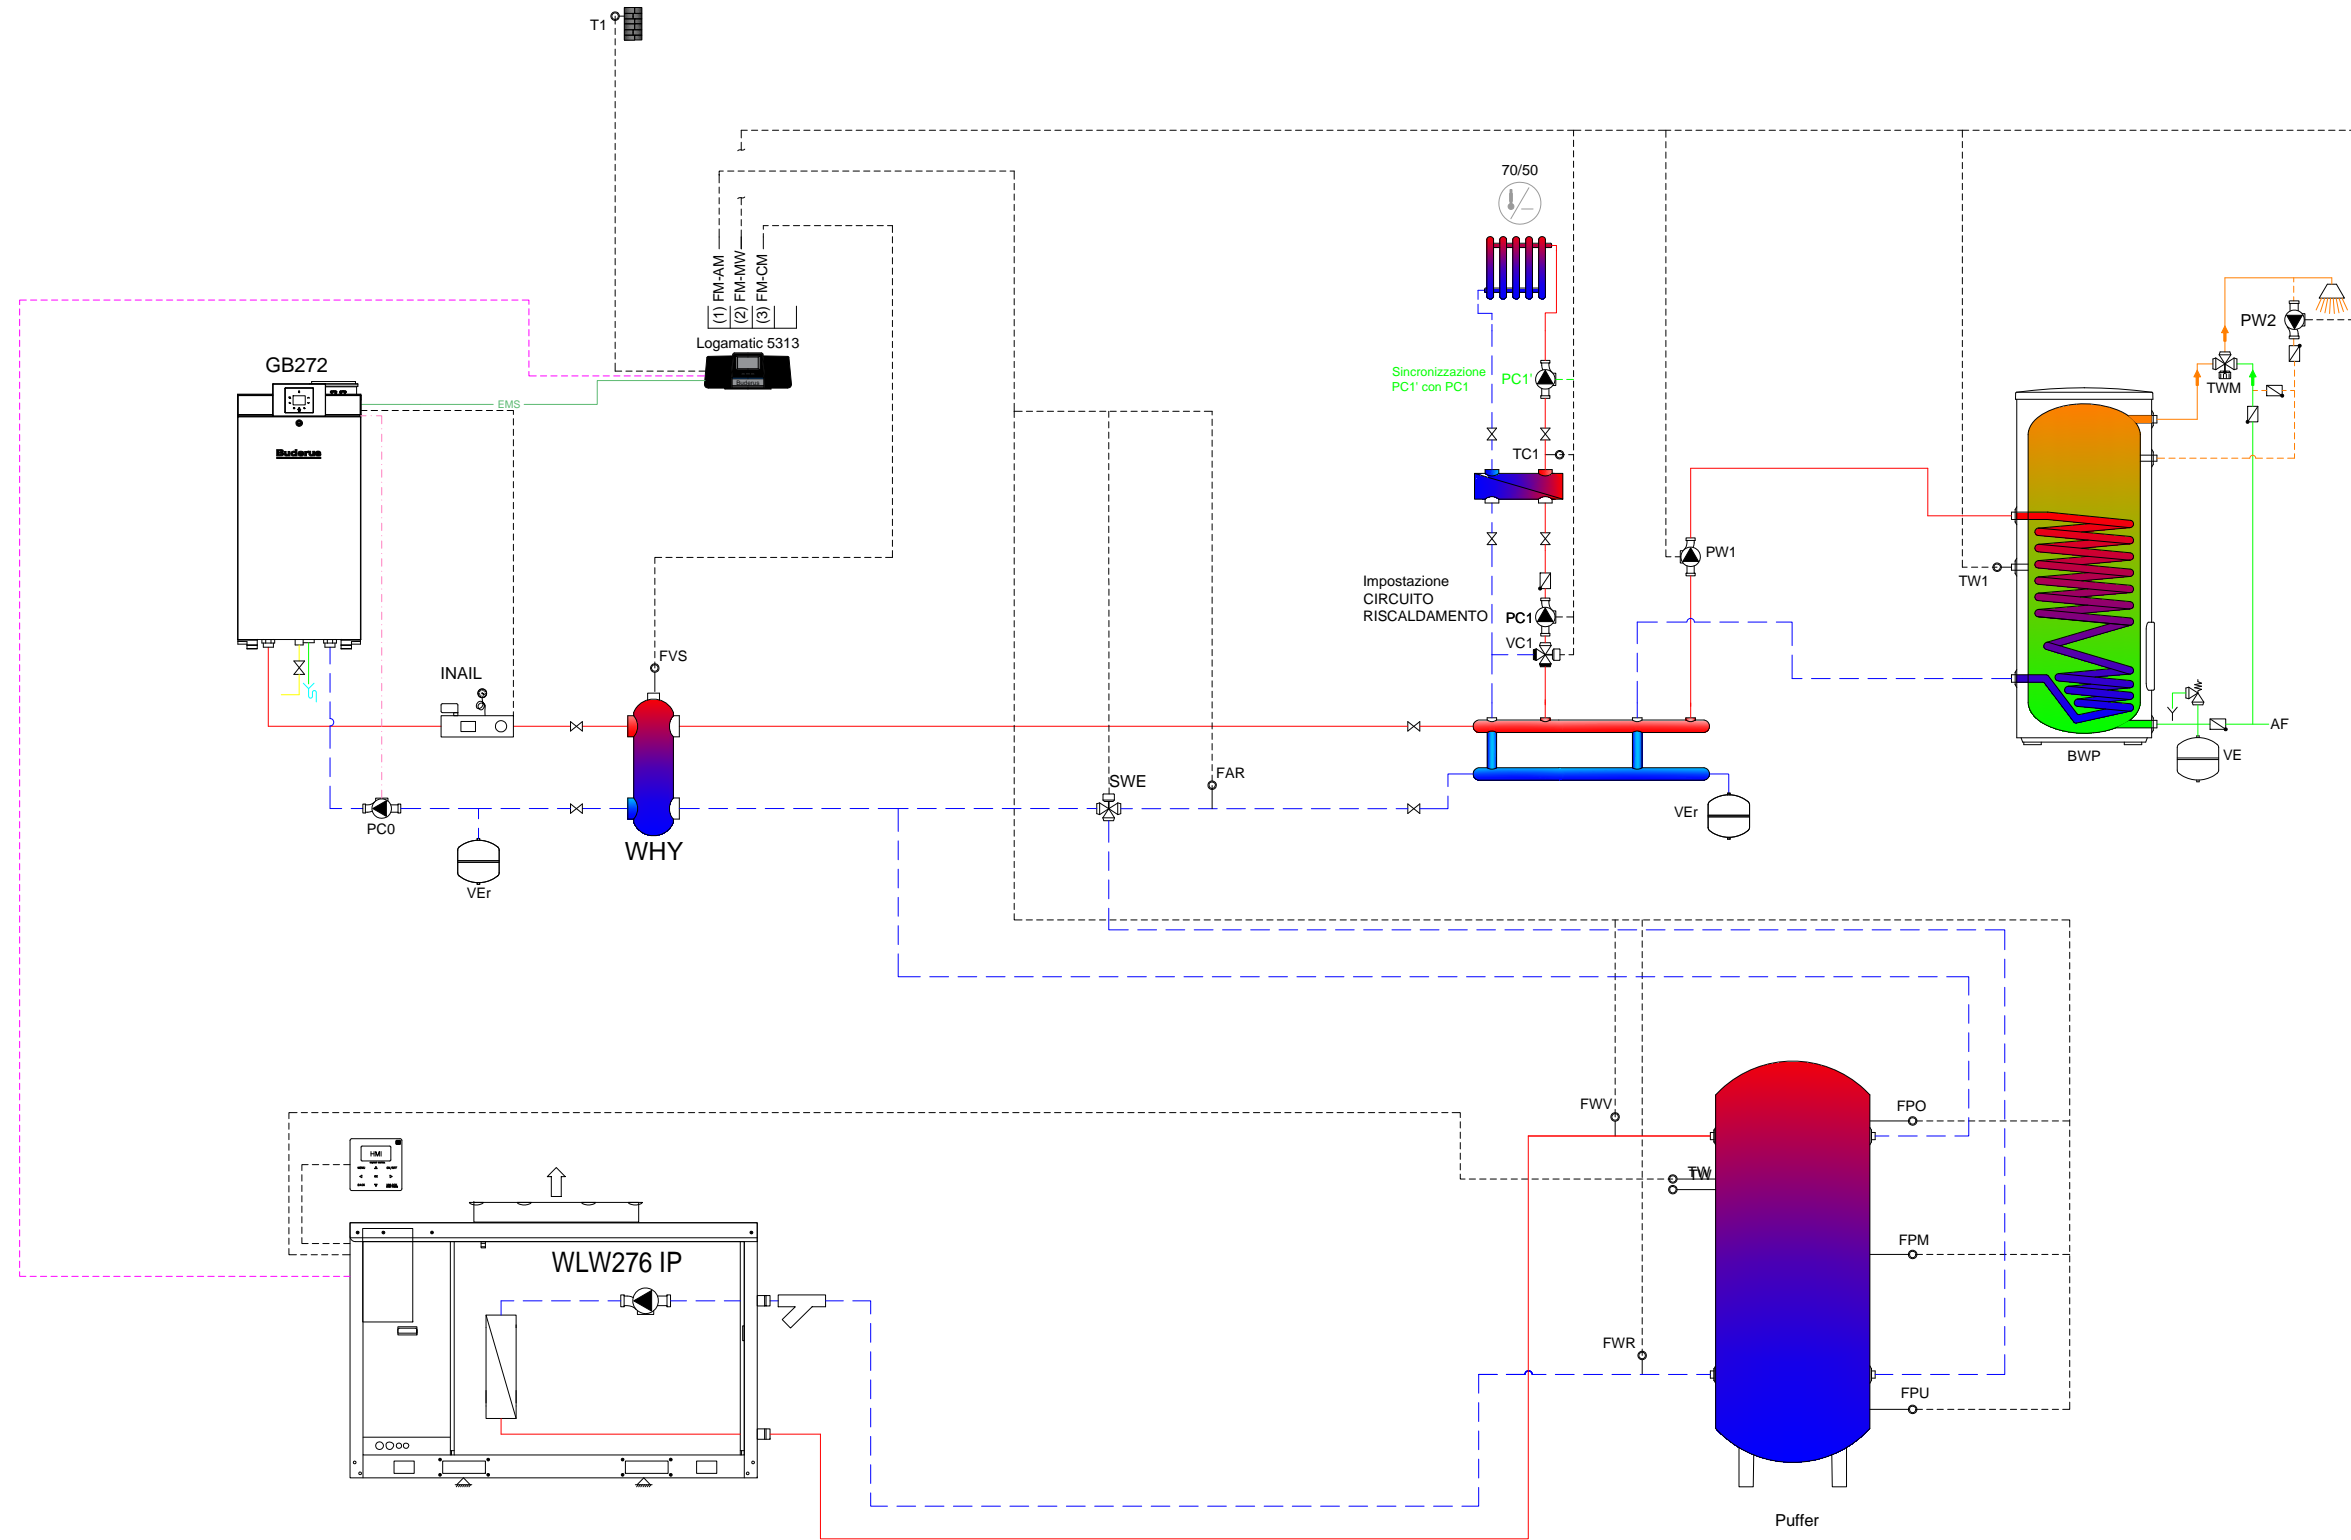 T1
70/50
(1) FM-AM
(2) FM-MW
(3) FM-CM
Logamatic 5313
Buderus
GB272
EMS
Buderus
Sincronizzazione
PC1' con PC1
PC1'
PW2
TWM
TC1
PW1
TW1
Impostazione
CIRCUITO
RISCALDAMENTO
PC1
VC1
FVS
INAIL
AF
BWP
VE
SWE
FAR
VEr
PC0
WHY
VEr
FWV
FPO
HMI
TW
FPM
WLW276 IP
FWR
FPU
Puffer